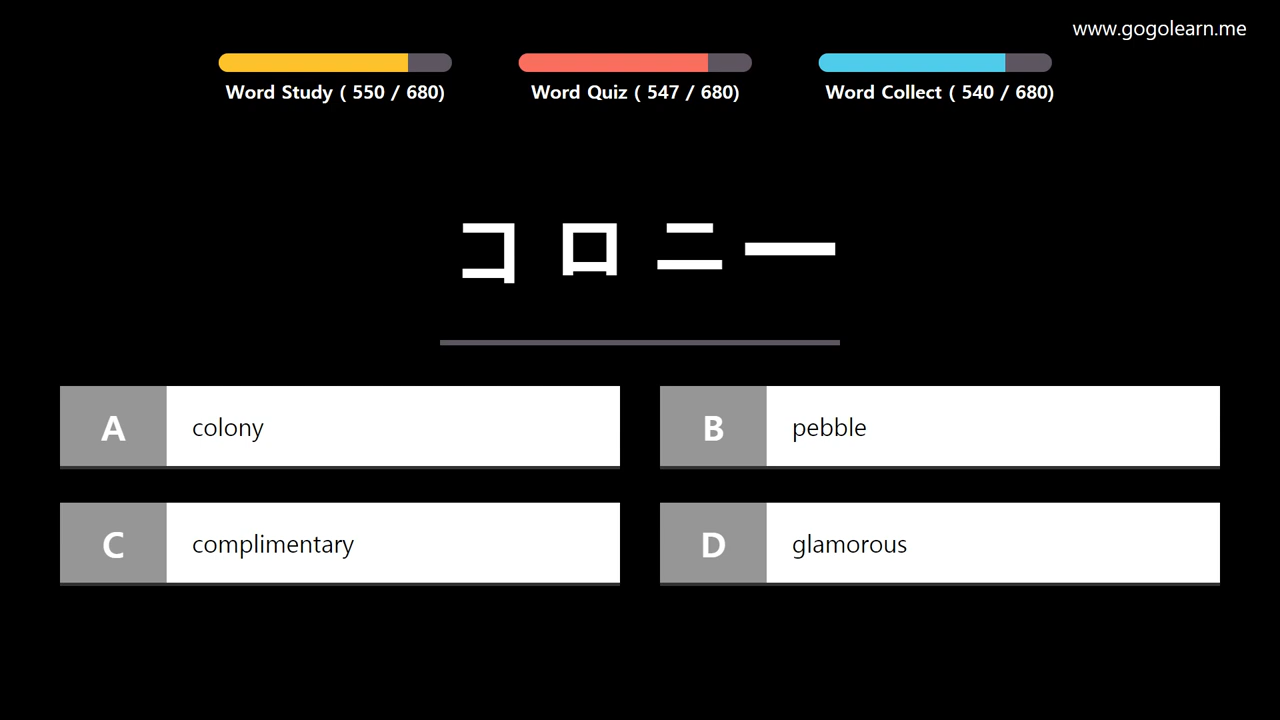 www.gogolearn.me
Word Study ( 550 / 680)
Word Quiz ( 547 / 680)
Word Collect ( 540 / 680)
コロニー
A colony
B pebble
C complimentary
D glamorous